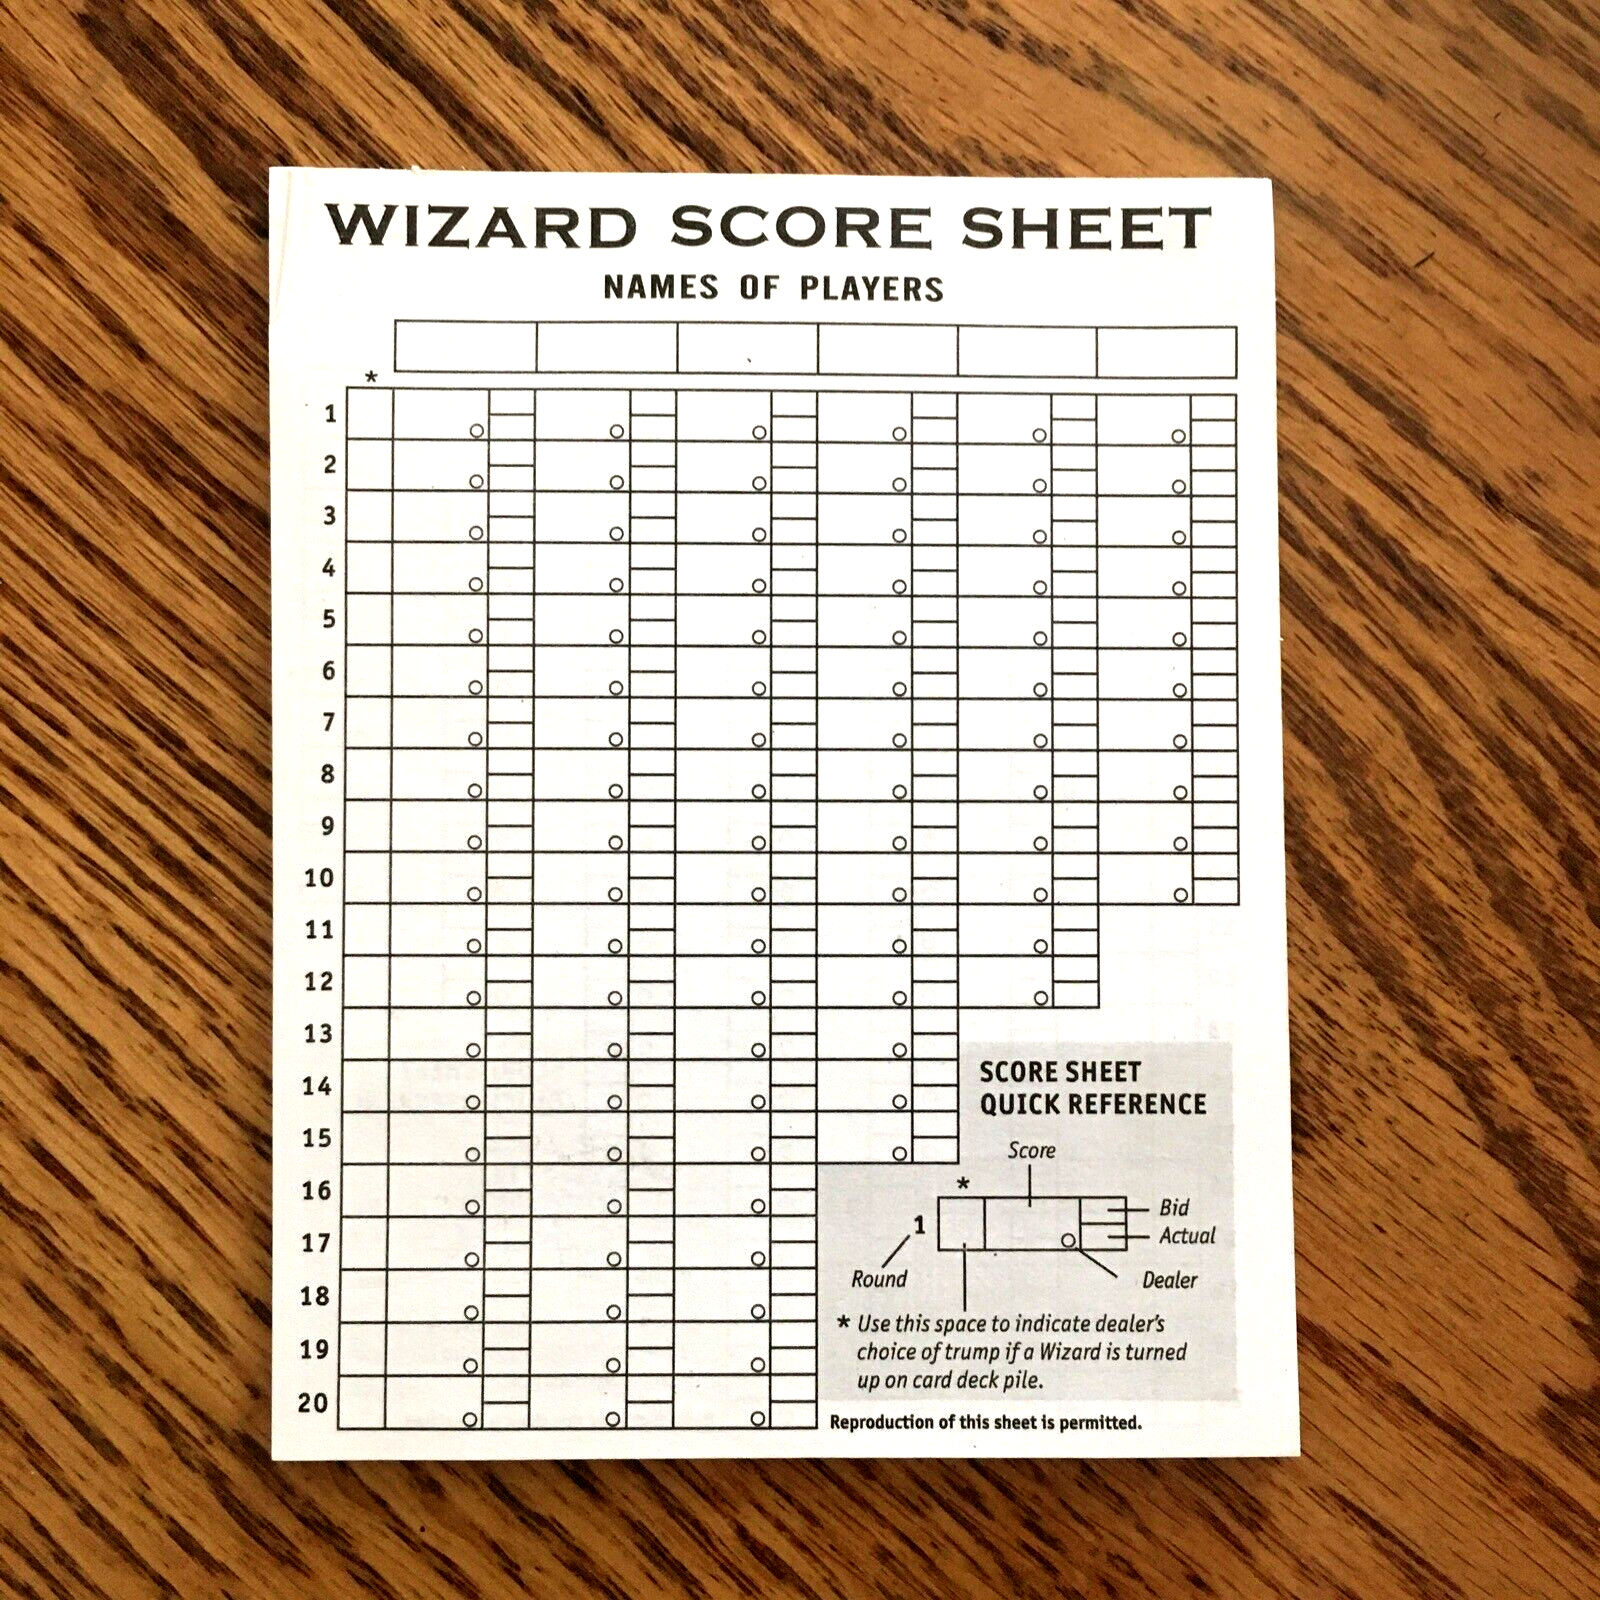 WIZARD SCORE SHEET
NAMES OF PLAYERS
*
1
2
3
4
5
6
7
8
9
10
11
12
13
14
15
16
17
18
19
20
SCORE SHEET
QUICK REFERENCE
Score
*
Bid
1
Actual
Round
Dealer
* Use this space to indicate dealer's
choice of trump if a Wizard is turned
up on card deck pile.
Reproduction of this sheet is permitted.